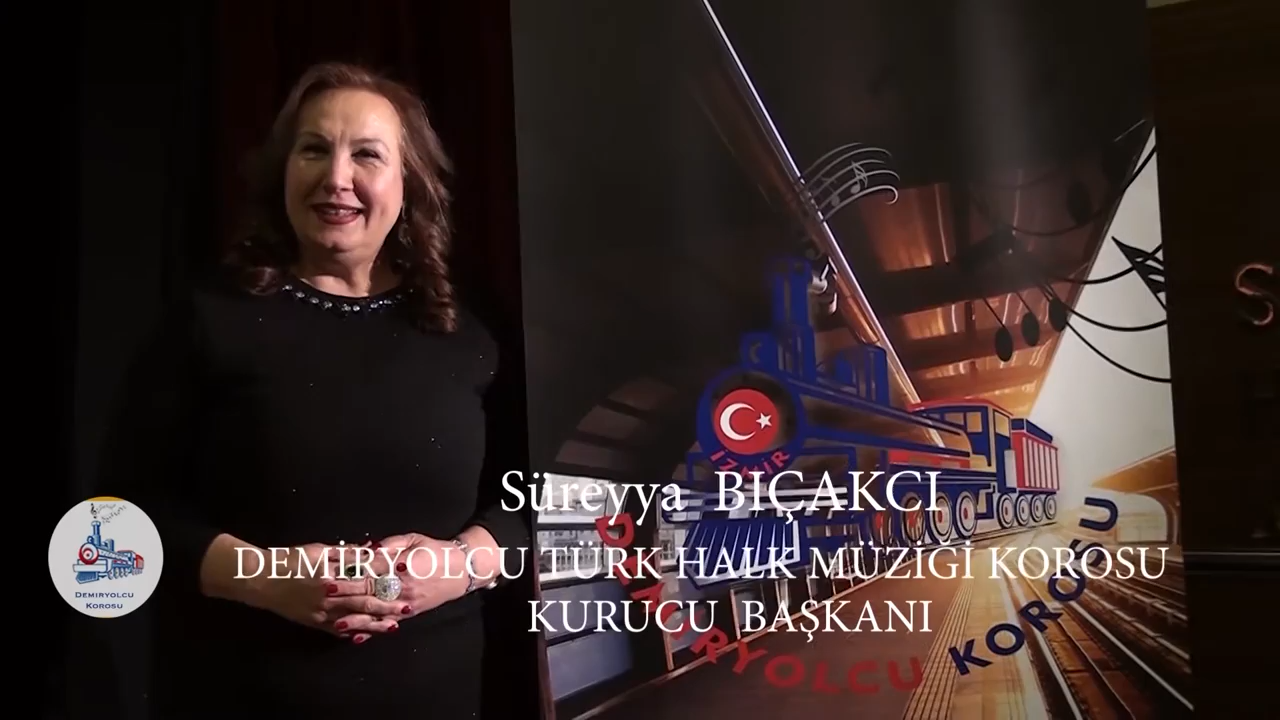 S
İZMİR
Süreyya BIÇAKCI
DEMİRYOLCU TÜRK HALK MÜZİĞİ KOROSU
KURUCU BAŞKANI
DEMİRYOLCU KOROSU
DEMIRYOLCU
KOROSU